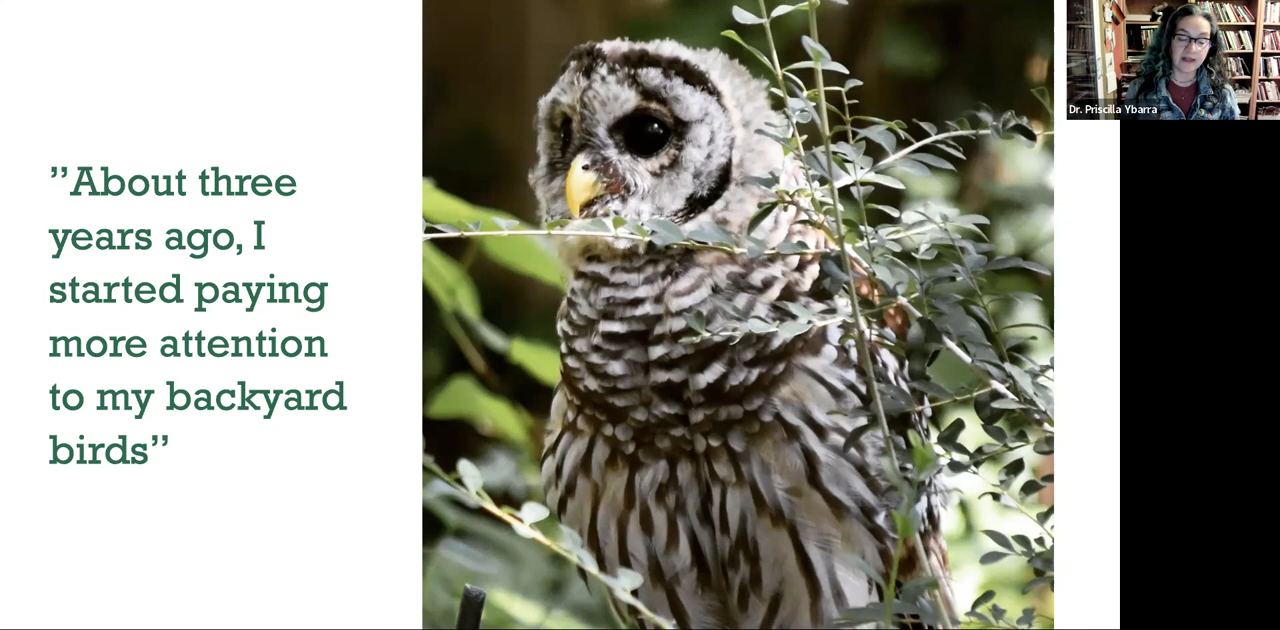 ”About three
years ago, I
started paying
more attention
to my backyard
birds”
Dr. Priscilla Ybarra